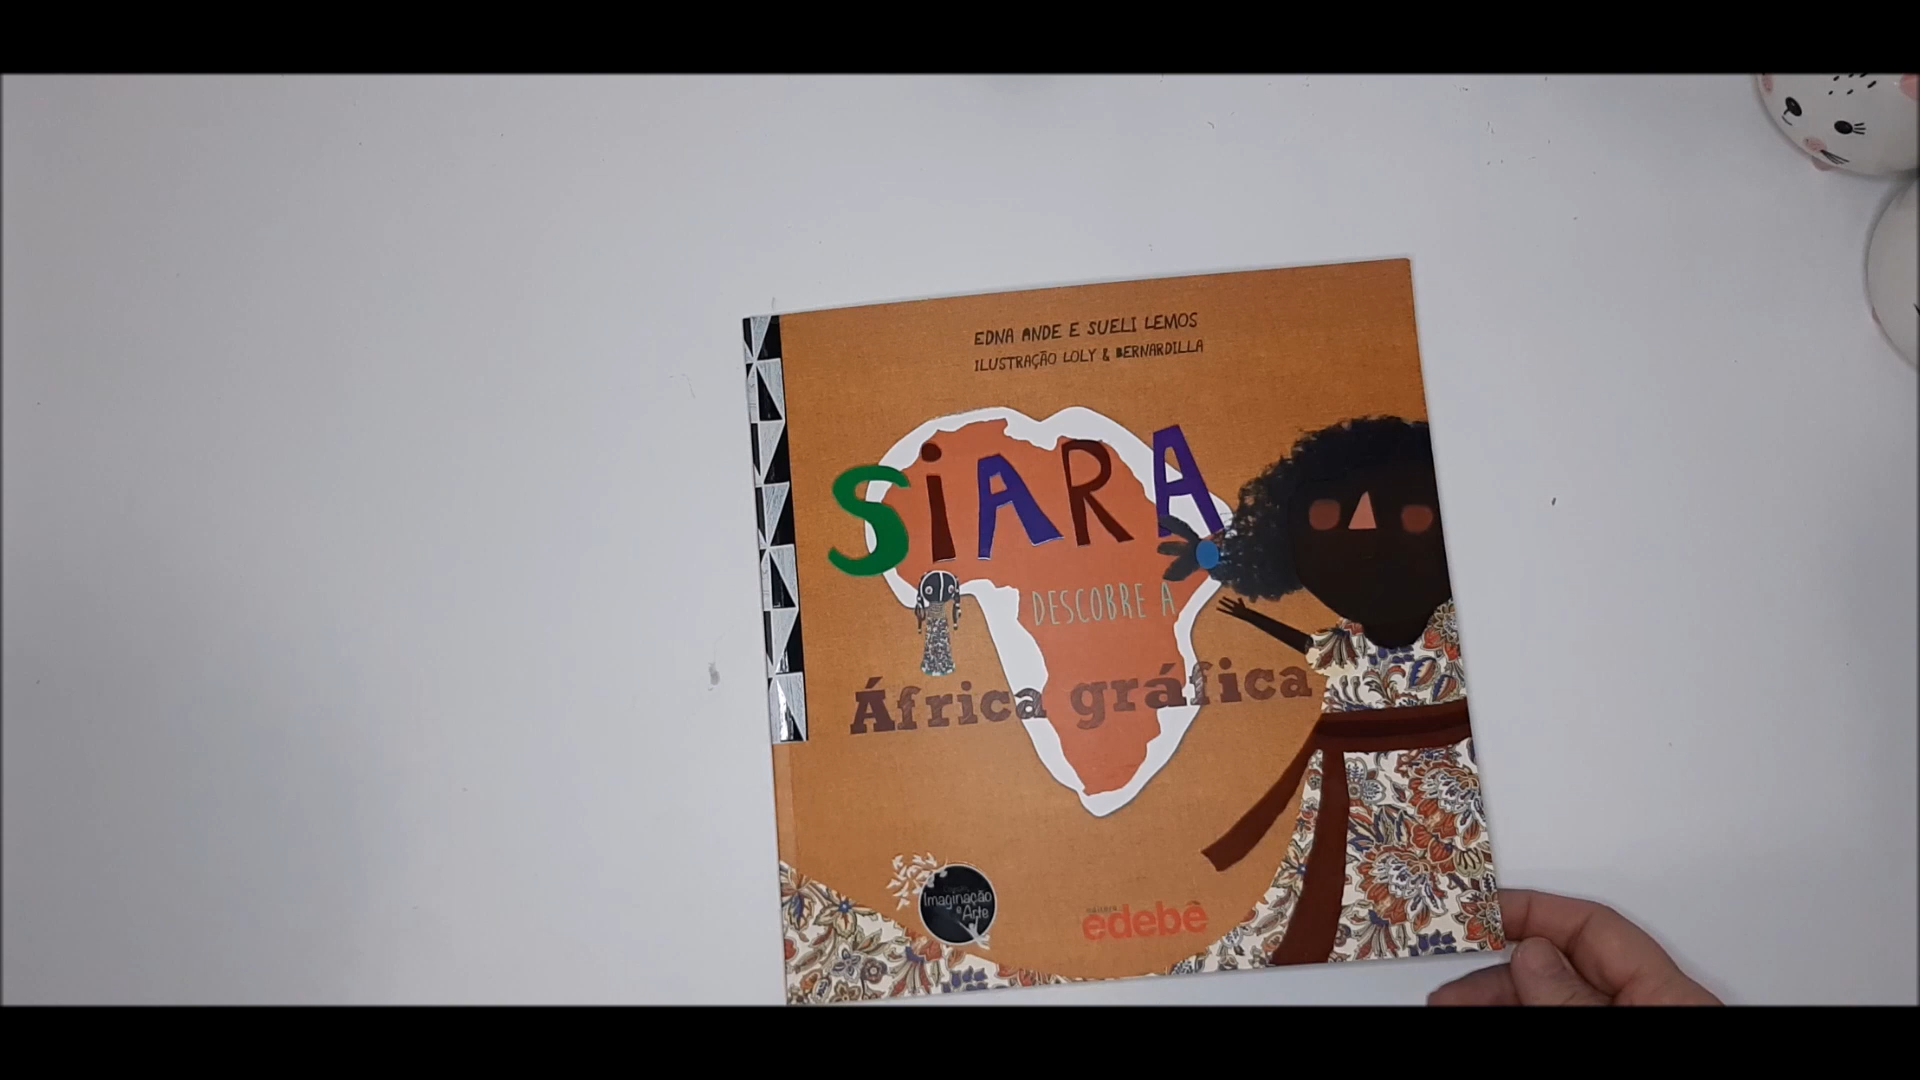 EDNA ANDE E SUELI LEMOS
ILUSTRAÇÃO LOLY & BERNARDILLA
SiARA
DESCOBRE A
África gráfica
Imaginação
e Arte
edebê